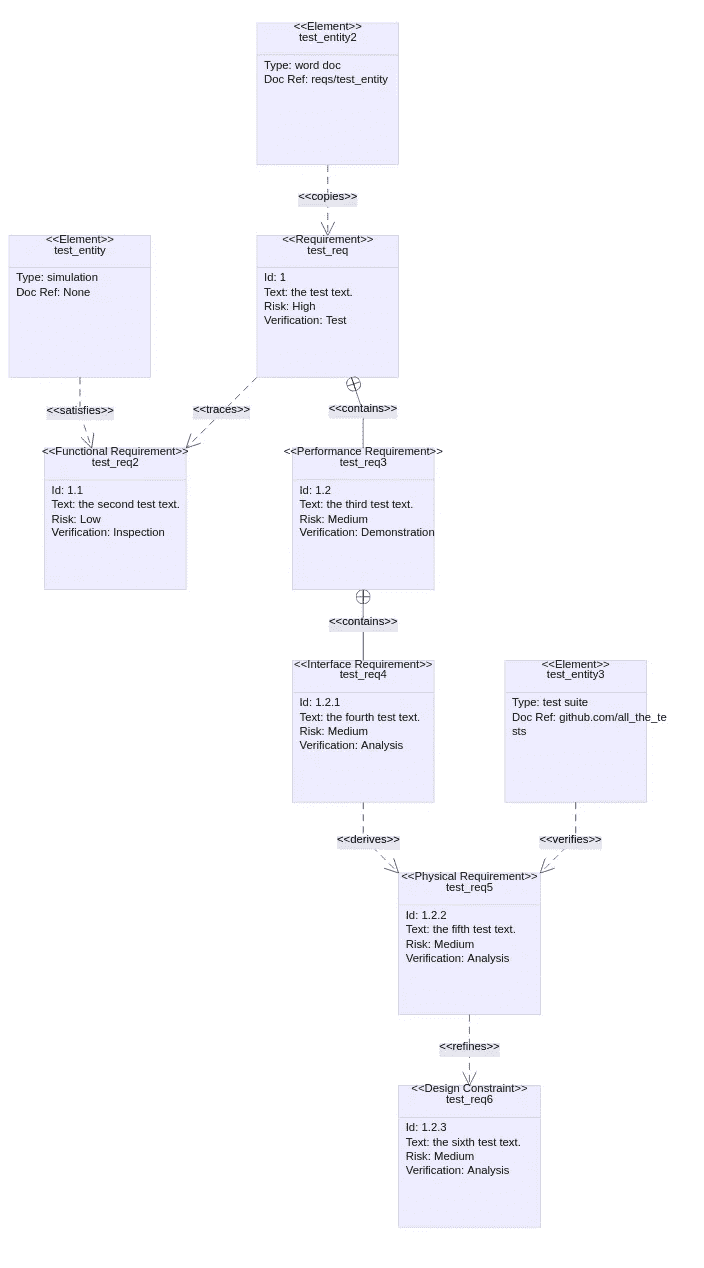 <<Element>>
test_entity2
Type: word doc
Doc Ref: reqs/test_entity
<<copies>>
<<Element>>
test_entity
Type: simulation
Doc Ref: None
<<Requirement>>
test_req
Id: 1
Text: the test text.
Risk: High
Verification: Test
<<satisfies>>
<<traces>>
<<contains>>
<<Functional Requirement>>
test_req2
Id: 1.1
Text: the second test text.
Risk: Low
Verification: Inspection
<<Performance Requirement>>
test_req3
Id: 1.2
Text: the third test text.
Risk: Medium
Verification: Demonstration
<<contains>>
<<Interface Requirement>>
test_req4
Id: 1.2.1
Text: the fourth test text.
Risk: Medium
Verification: Analysis
<<Element>>
test_entity3
Type: test suite
Doc Ref: github.com/all_the_te
sts
<<derives>>
<<verifies>>
<<Physical Requirement>>
test_req5
Id: 1.2.2
Text: the fifth test text.
Risk: Medium
Verification: Analysis
<<refines>>
<<Design Constraint>>
test_req6
Id: 1.2.3
Text: the sixth test text.
Risk: Medium
Verification: Analysis